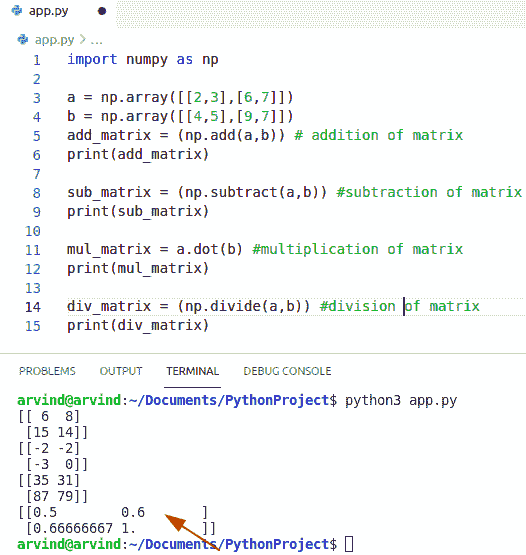 app.py
app.py > ...
1 import numpy as np
2
3 a = np.array([[2,3],[6,7]])
4 b = np.array([[4,5],[9,7]])
5 add_matrix = (np.add(a,b)) # addition of matrix
6 print(add_matrix)
7
8 sub_matrix = (np.subtract(a,b)) #subtraction of matrix
9 print(sub_matrix)
10
11 mul_matrix = a.dot(b) #multiplication of matrix
12 print(mul_matrix)
13
14 div_matrix = (np.divide(a,b)) #division of matrix
15 print(div_matrix)
PROBLEMS OUTPUT TERMINAL DEBUG CONSOLE
arvind@arvind:~/Documents/PythonProject$ python3 app.py
[[ 6  8]
 [15 14]]
[[-2 -2]
 [-3  0]]
[[35 31]
 [87 79]]
[[0.5        0.6       ]
 [0.66666667 1.        ]]
arvind@arvind:~/Documents/PythonProject$